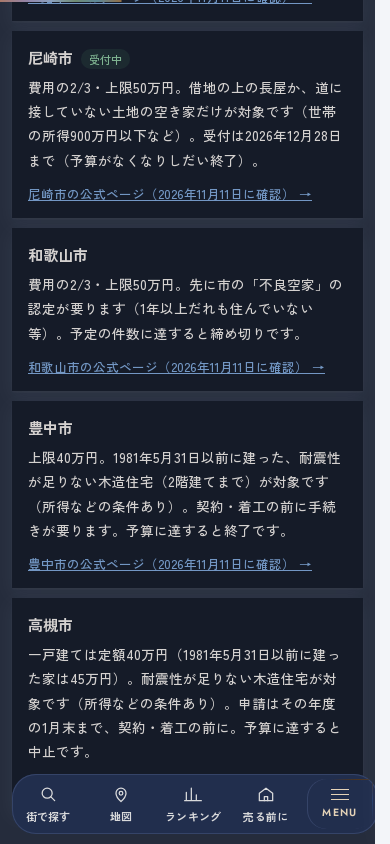 尼崎市 受付中
費用の2/3・上限50万円。借地の上の長屋か、道に
接していない土地の空き家だけが対象です（世帯
の所得900万円以下など）。受付は2026年12月28日
まで（予算がなくなりしだい終了）。
尼崎市の公式ページ（2026年11月11日に確認） →
和歌山市
費用の2/3・上限50万円。先に市の「不良空家」の
認定が要ります（1年以上だれも住んでいない
等）。予定の件数に達すると締め切りです。
和歌山市の公式ページ（2026年11月11日に確認） →
豊中市
上限40万円。1981年5月31日以前に建った、耐震性
が足りない木造住宅（2階建てまで）が対象です
（所得などの条件あり）。契約・着工の前に手続
きが要ります。予算に達すると終了です。
豊中市の公式ページ（2026年11月11日に確認） →
高槻市
一戸建ては定額40万円（1981年5月31日以前に建っ
た家は45万円）。耐震性が足りない木造住宅が対
象です（所得などの条件あり）。申請はその年度
の1月末まで、契約・着工の前に。予算に達すると
中止です。
街で探す 地図 ランキング 売る前に MENU